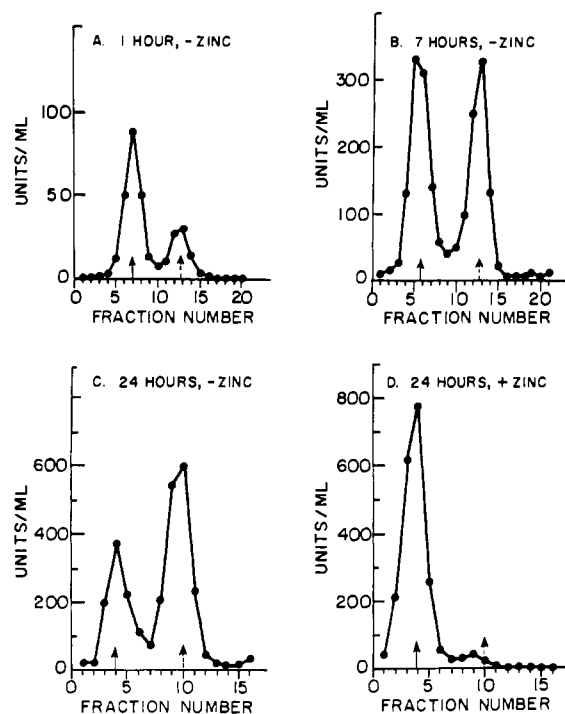 A. 1 HOUR, -ZINC
UNITS/ML
100
50
0
0 5 10 15 20
FRACTION NUMBER
B. 7 HOURS, -ZINC
UNITS/ML
300
200
100
0
0 5 10 15 20
FRACTION NUMBER
C. 24 HOURS, -ZINC
UNITS/ML
600
400
200
0
0 5 10 15
FRACTION NUMBER
D. 24 HOURS, + ZINC
UNITS/ML
800
600
400
200
0
0 5 10 15
FRACTION NUMBER